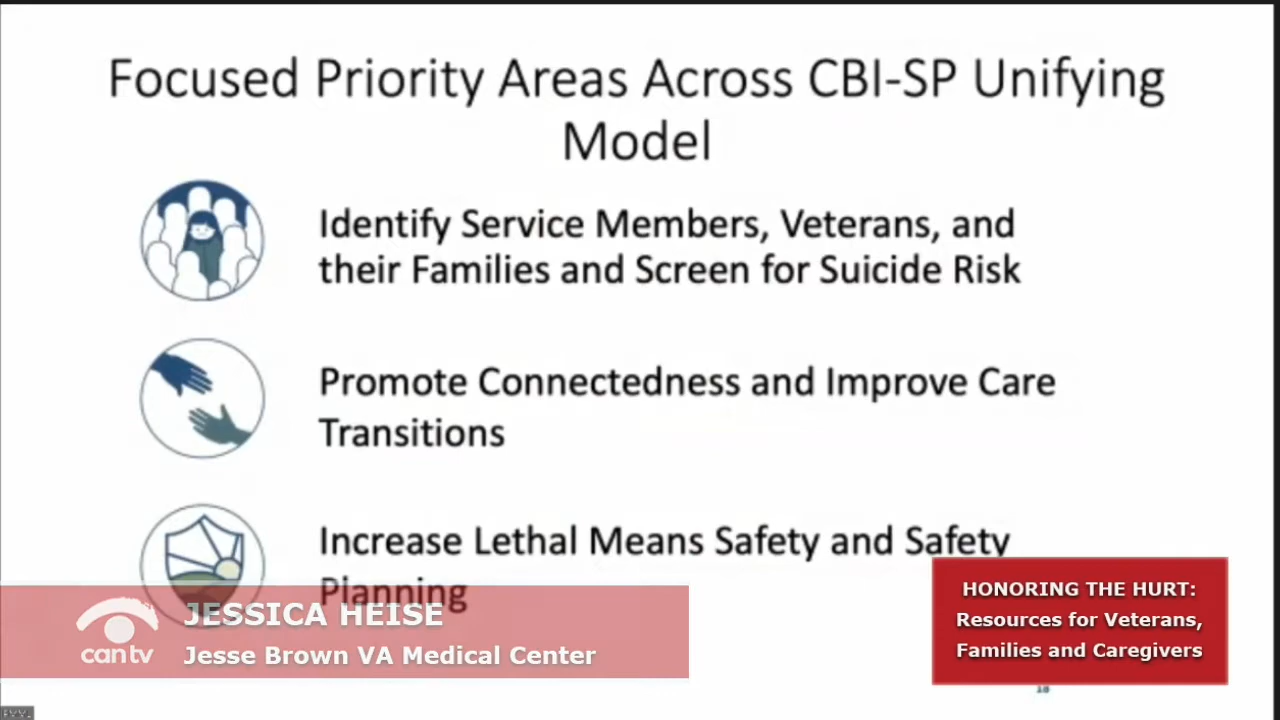 Focused Priority Areas Across CBI-SP Unifying
Model
Identify Service Members, Veterans, and
their Families and Screen for Suicide Risk
Promote Connectedness and Improve Care
Transitions
Increase Lethal Means Safety and Safety
Planning
JESSICA HEISE
cantv
Jesse Brown VA Medical Center
HONORING THE HURT:
Resources for Veterans,
Families and Caregivers
18